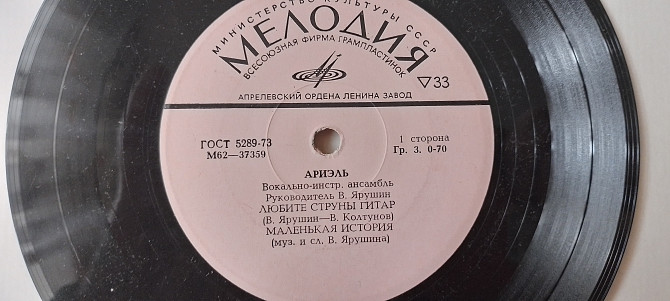 МИНИСТЕРСТВО КУЛЬТУРЫ СССР
МЕЛОДИЯ
ВСЕСОЮЗНАЯ ФИРМА ГРАМПЛАСТИНОК
▽33
АПРЕЛЕВСКИЙ ОРДЕНА ЛЕНИНА ЗАВОД
ГОСТ 5289-73
М62—37359
1 сторона
Гр. 3. 0-70
АРИЭЛЬ
Вокально-инстр. ансамбль
Руководитель В. Ярушин
ЛЮБИТЕ СТРУНЫ ГИТАР
(В. Ярушин—В. Колтунов)
МАЛЕНЬКАЯ ИСТОРИЯ
(муз. и сл. В. Ярушина)